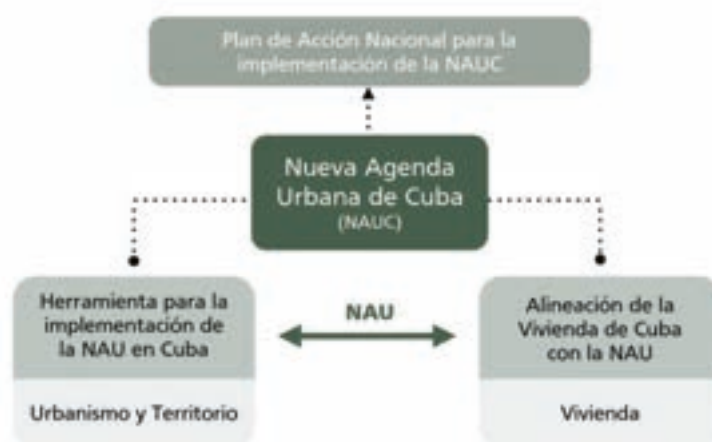 Plan de Acción Nacional para la
implementación de la NAUC
Nueva Agenda
Urbana de Cuba
(NAUC)
Herramienta para la
implementación de
la NAU en Cuba
Urbanismo y Territorio
NAU
Alineación de la
Vivienda de Cuba
con la NAU
Vivienda